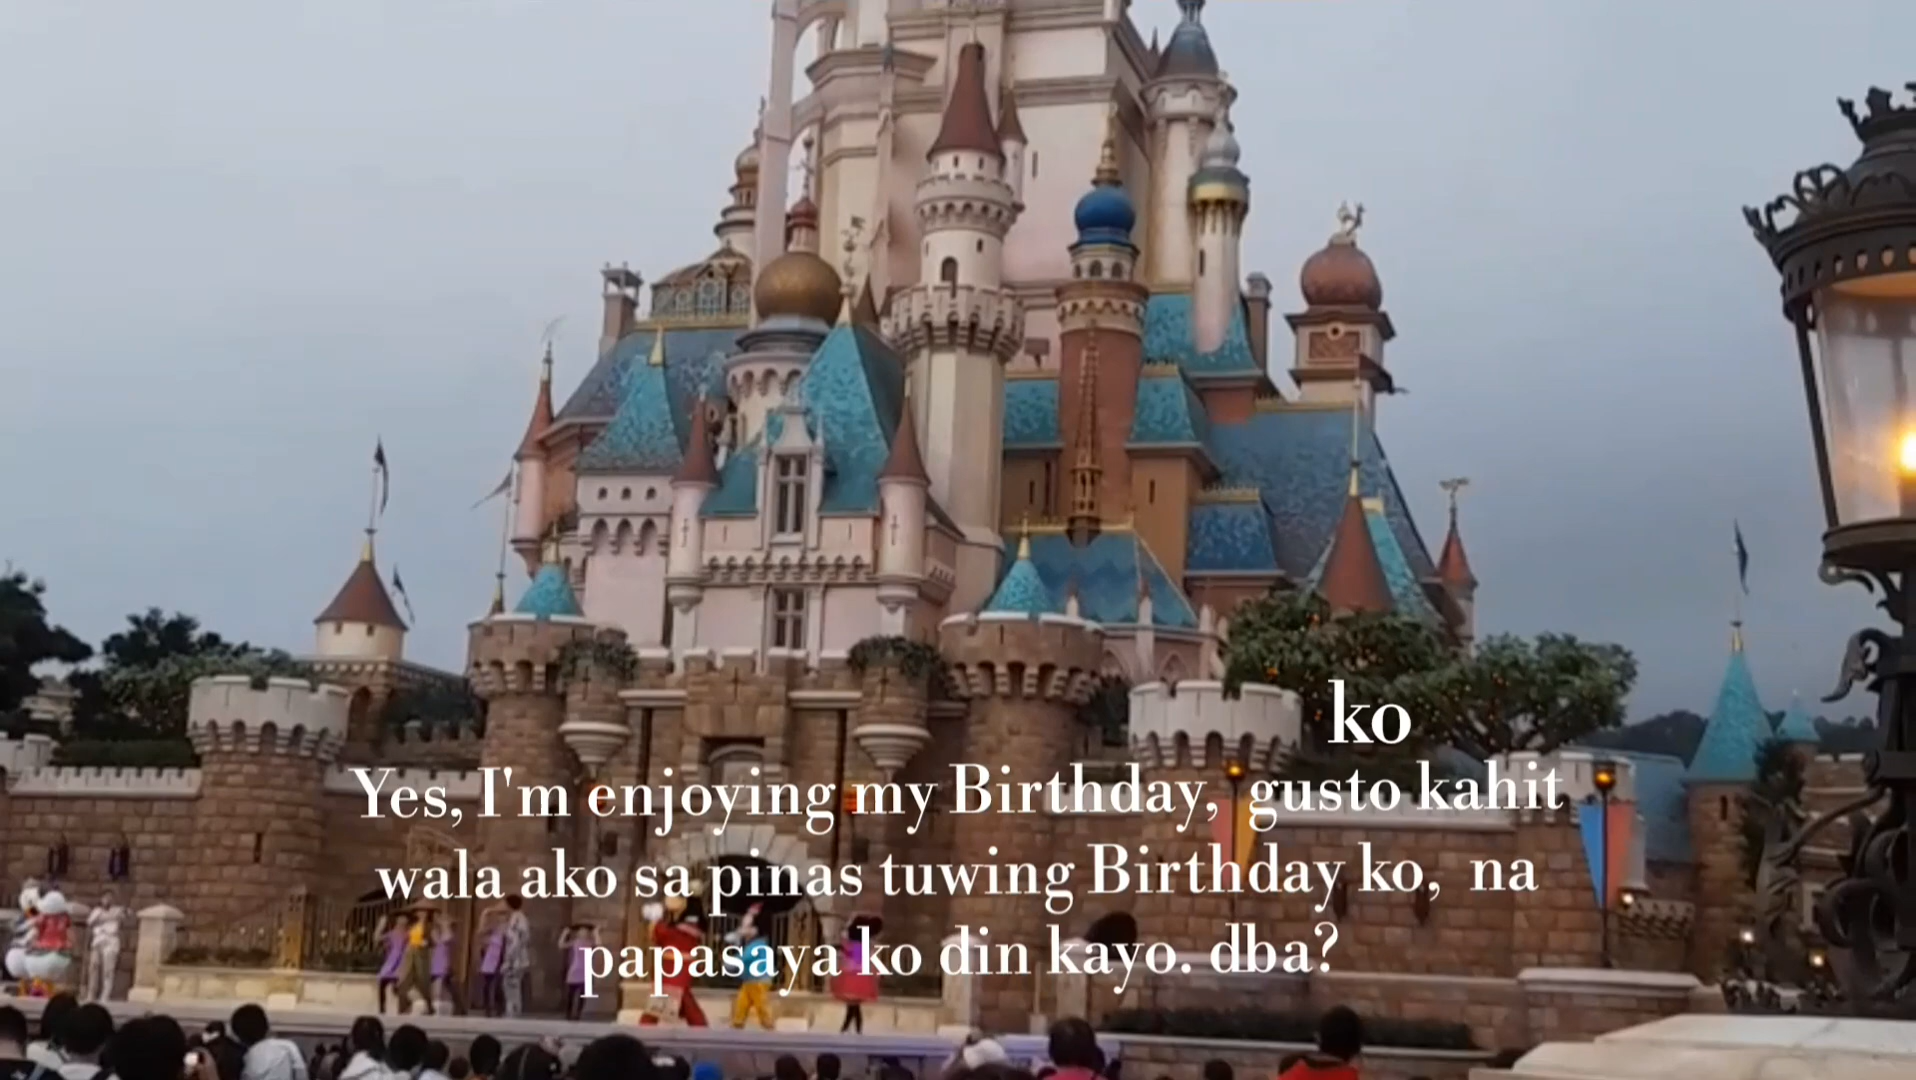 ko
Yes, I'm enjoying my Birthday, gusto kahit
wala ako sa pinas tuwing Birthday ko, na
papasaya ko din kayo. dba?